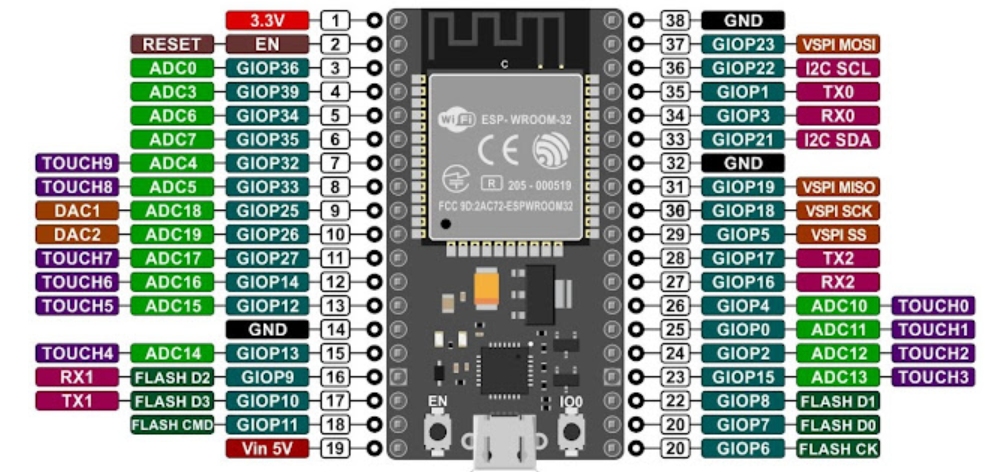 3.3V 1 38 GND
RESET EN 2 37 GIOP23 VSPI MOSI
ADC0 GIOP36 3 36 GIOP22 I2C SCL
ADC3 GIOP39 4 35 GIOP1 TX0
ADC6 GIOP34 5 34 GIOP3 RX0
ADC7 GIOP35 6 33 GIOP21 I2C SDA
TOUCH9 ADC4 GIOP32 7 32 GND
TOUCH8 ADC5 GIOP33 8 31 GIOP19 VSPI MISO
DAC1 ADC18 GIOP25 9 30 GIOP18 VSPI SCK
DAC2 ADC19 GIOP26 10 29 GIOP5 VSPI SS
TOUCH7 ADC17 GIOP27 11 28 GIOP17 TX2
TOUCH6 ADC16 GIOP14 12 27 GIOP16 RX2
TOUCH5 ADC15 GIOP12 13 26 GIOP4 ADC10 TOUCH0
GND 14 25 GIOP0 ADC11 TOUCH1
TOUCH4 ADC14 GIOP13 15 24 GIOP2 ADC12 TOUCH2
RX1 FLASH D2 GIOP9 16 23 GIOP15 ADC13 TOUCH3
TX1 FLASH D3 GIOP10 17 22 GIOP8 FLASH D1
FLASH CMD GIOP11 18 20 GIOP7 FLASH D0
Vin 5V 19 20 GIOP6 FLASH CK
C
WiFi ESP-WROOM-32
CE
R 205-000519
FCC 9D:2AC72-ESPWROOM32
EN IO0